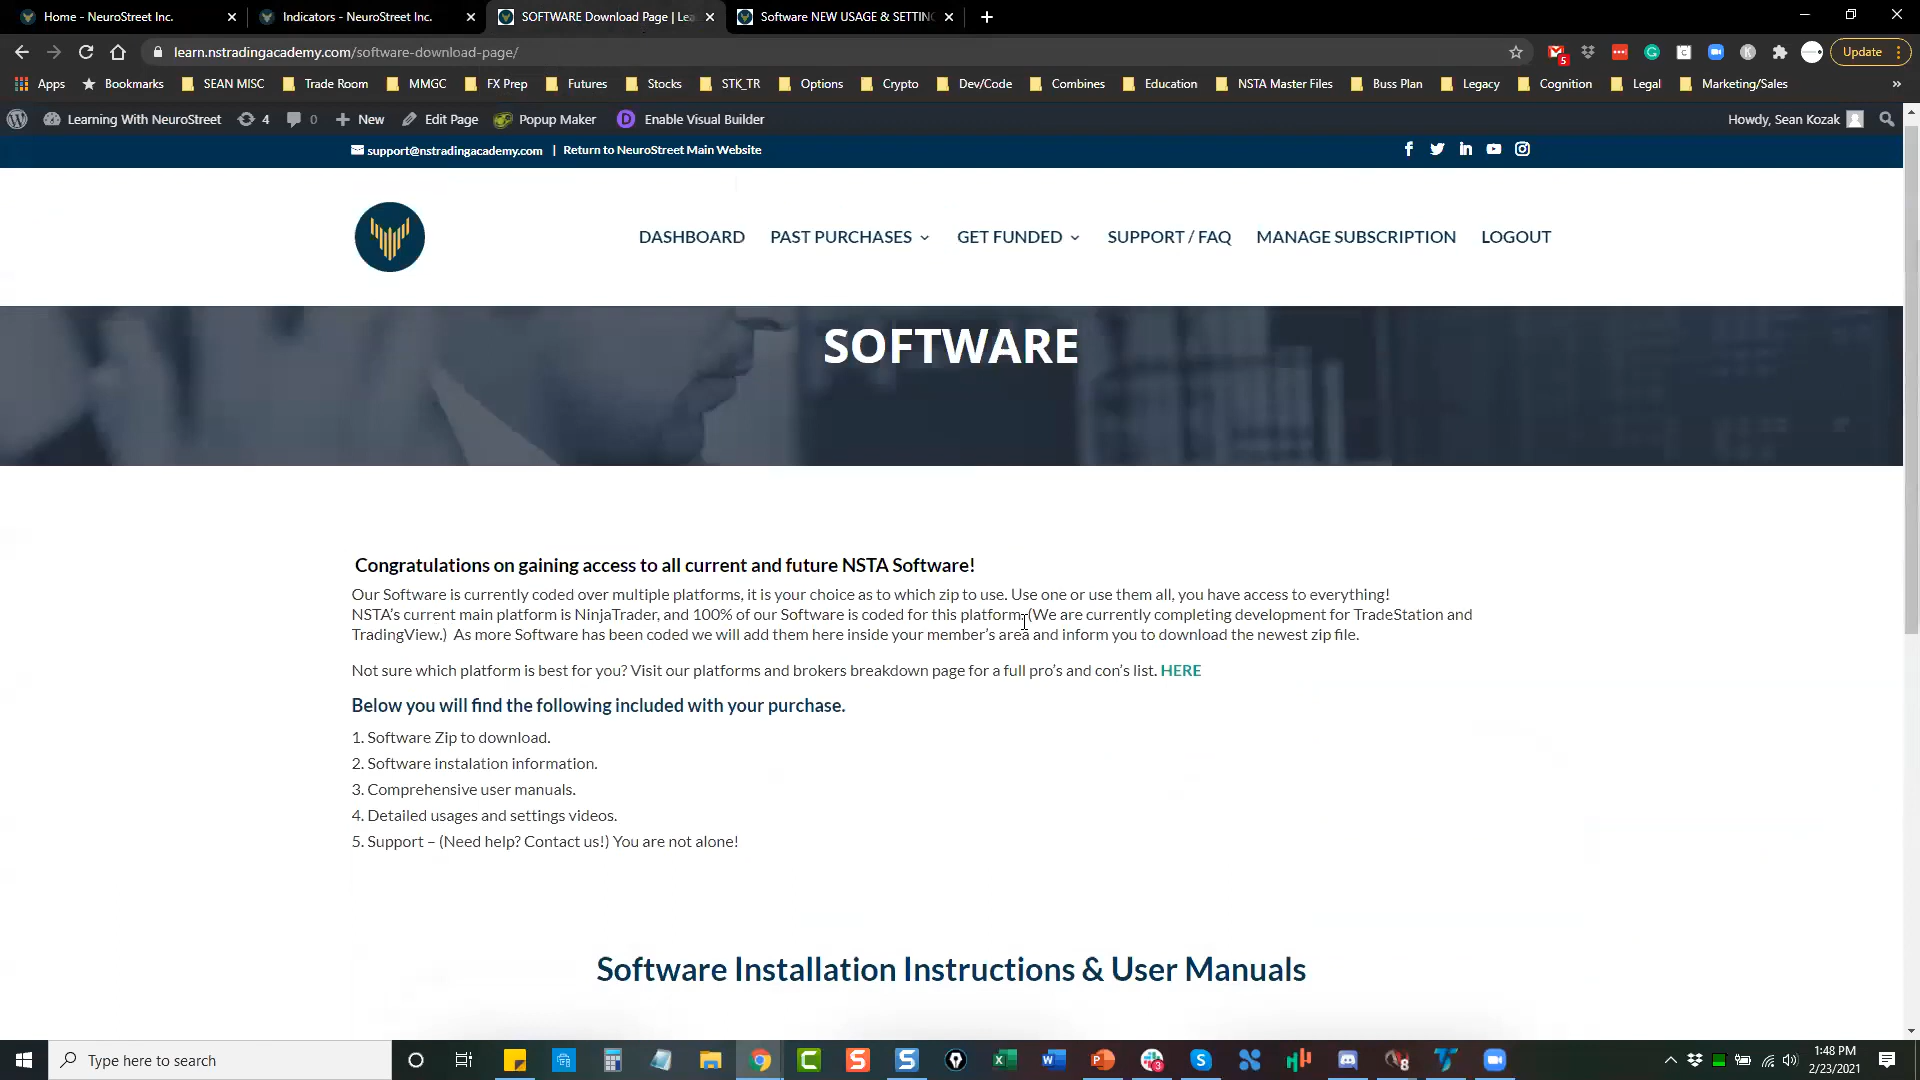 Home - NeuroStreet Inc.
Indicators - NeuroStreet Inc.
SOFTWARE Download Page | Lea
Software NEW USAGE & SETTIN
learn.nstradingacademy.com/software-download-page/
5
Update
Apps
Bookmarks
SEAN MISC
Trade Room
MMGC
FX Prep
Futures
Stocks
STK_TR
Options
Crypto
Dev/Code
Combines
Education
NSTA Master Files
Buss Plan
Legacy
Cognition
Legal
Marketing/Sales
Learning With NeuroStreet
4
0
New
Edit Page
Popup Maker
Enable Visual Builder
Howdy, Sean Kozak
support@nstradingacademy.com | Return to NeuroStreet Main Website
DASHBOARD
PAST PURCHASES
GET FUNDED
SUPPORT / FAQ
MANAGE SUBSCRIPTION
LOGOUT
SOFTWARE
Congratulations on gaining access to all current and future NSTA Software!
Our Software is currently coded over multiple platforms, it is your choice as to which zip to use. Use one or use them all, you have access to everything!
NSTA's current main platform is NinjaTrader, and 100% of our Software is coded for this platform. (We are currently completing development for TradeStation and
TradingView.) As more Software has been coded we will add them here inside your member's area and inform you to download the newest zip file.
Not sure which platform is best for you? Visit our platforms and brokers breakdown page for a full pro's and con's list. HERE
Below you will find the following included with your purchase.
1. Software Zip to download.
2. Software instalation information.
3. Comprehensive user manuals.
4. Detailed usages and settings videos.
5. Support – (Need help? Contact us!) You are not alone!
Software Installation Instructions & User Manuals
Type here to search
1:48 PM
2/23/2021